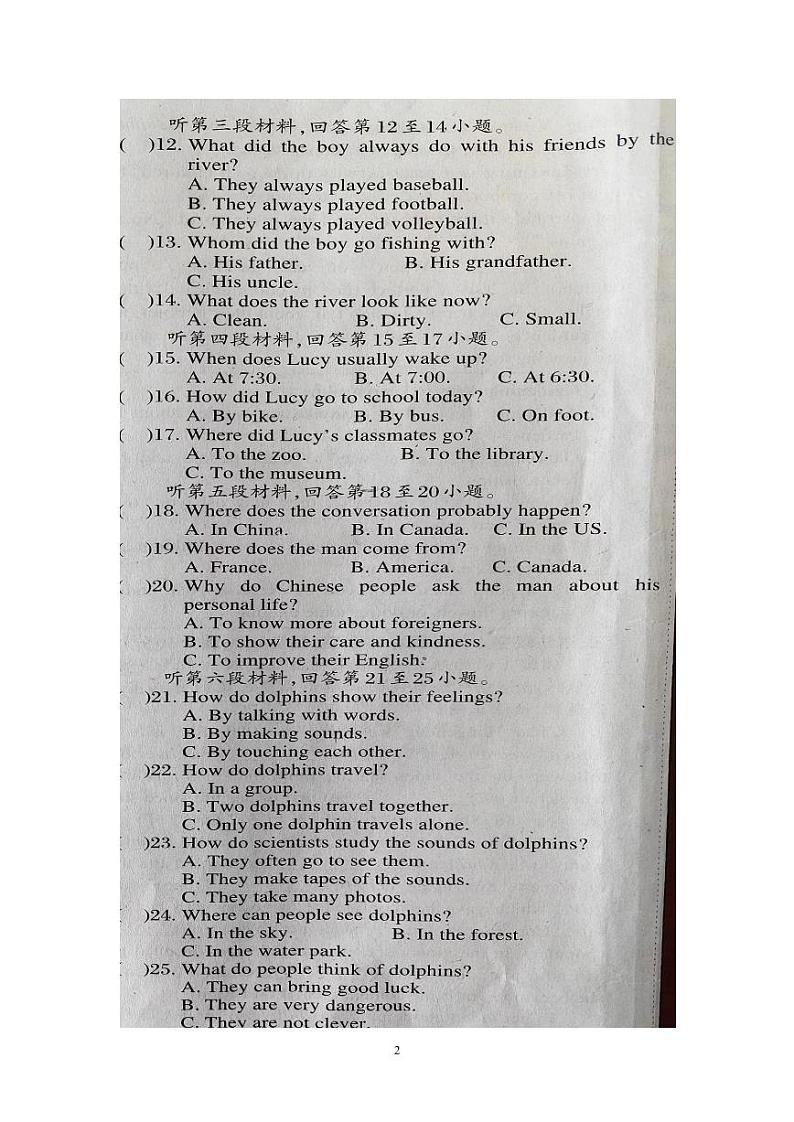 听第三段材料,回答第12至14小题。
( )12. What did the boy always do with his friends by the
river?
A. They always played baseball.
B. They always played football.
C. They always played volleyball.
( )13. Whom did the boy go fishing with?
A. His father. B. His grandfather.
C. His uncle.
( )14. What does the river look like now?
A. Clean. B. Dirty. C. Small.
听第四段材料,回答第15至17小题。
( )15. When does Lucy usually wake up?
A. At 7:30. B. At 7:00. C. At 6:30.
( )16. How did Lucy go to school today?
A. By bike. B. By bus. C. On foot.
( )17. Where did Lucy's classmates go?
A. To the zoo. B. To the library.
C. To the museum.
听第五段材料,回答第18至20小题。
( )18. Where does the conversation probably happen?
A. In China. B. In Canada. C. In the US.
( )19. Where does the man come from?
A. France. B. America. C. Canada.
( )20. Why do Chinese people ask the man about his
personal life?
A. To know more about foreigners.
B. To show their care and kindness.
C. To improve their English.
听第六段材料,回答第21至25小题。
( )21. How do dolphins show their feelings?
A. By talking with words.
B. By making sounds.
C. By touching each other.
( )22. How do dolphins travel?
A. In a group.
B. Two dolphins travel together.
C. Only one dolphin travels alone.
( )23. How do scientists study the sounds of dolphins?
A. They often go to see them.
B. They make tapes of the sounds.
C. They take many photos.
( )24. Where can people see dolphins?
A. In the sky. B. In the forest.
C. In the water park.
( )25. What do people think of dolphins?
A. They can bring good luck.
B. They are very dangerous.
C. They are not clever.
2